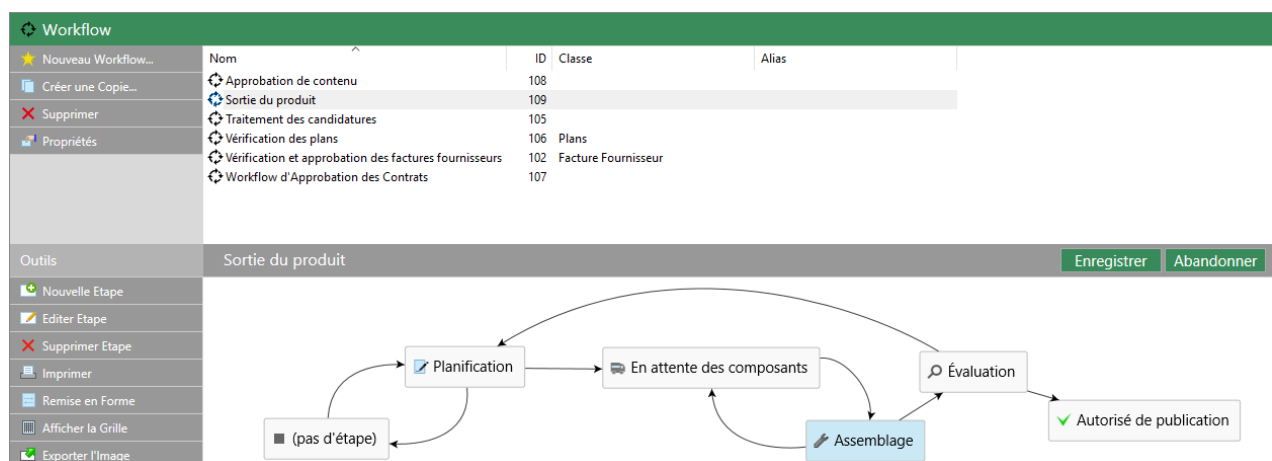 Workflow
Nouveau Workflow...
Créer une Copie...
Supprimer
Propriétés
Nom ID Classe Alias
Approbation de contenu 108
Sortie du produit 109
Traitement des candidatures 105
Vérification des plans 106 Plans
Vérification et approbation des factures fournisseurs 102 Facture Fournisseur
Workflow d'Approbation des Contrats 107
Outils
Sortie du produit Enregistrer Abandonner
Nouvelle Etape
Editer Etape
Supprimer Etape
Imprimer
Remise en Forme
Afficher la Grille
Exporter l'Image
Planification
En attente des composants
Évaluation
Autorisé de publication
(pas d'étape)
Assemblage